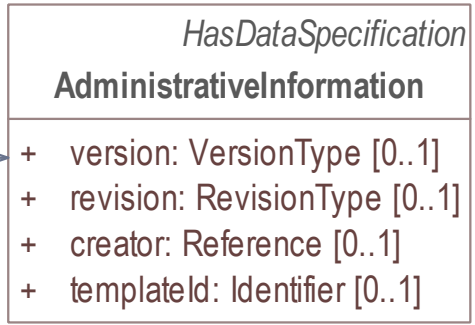 HasDataSpecification
AdministrativeInformation
+ version: VersionType [0..1]
+ revision: RevisionType [0..1]
+ creator: Reference [0..1]
+ templateId: Identifier [0..1]